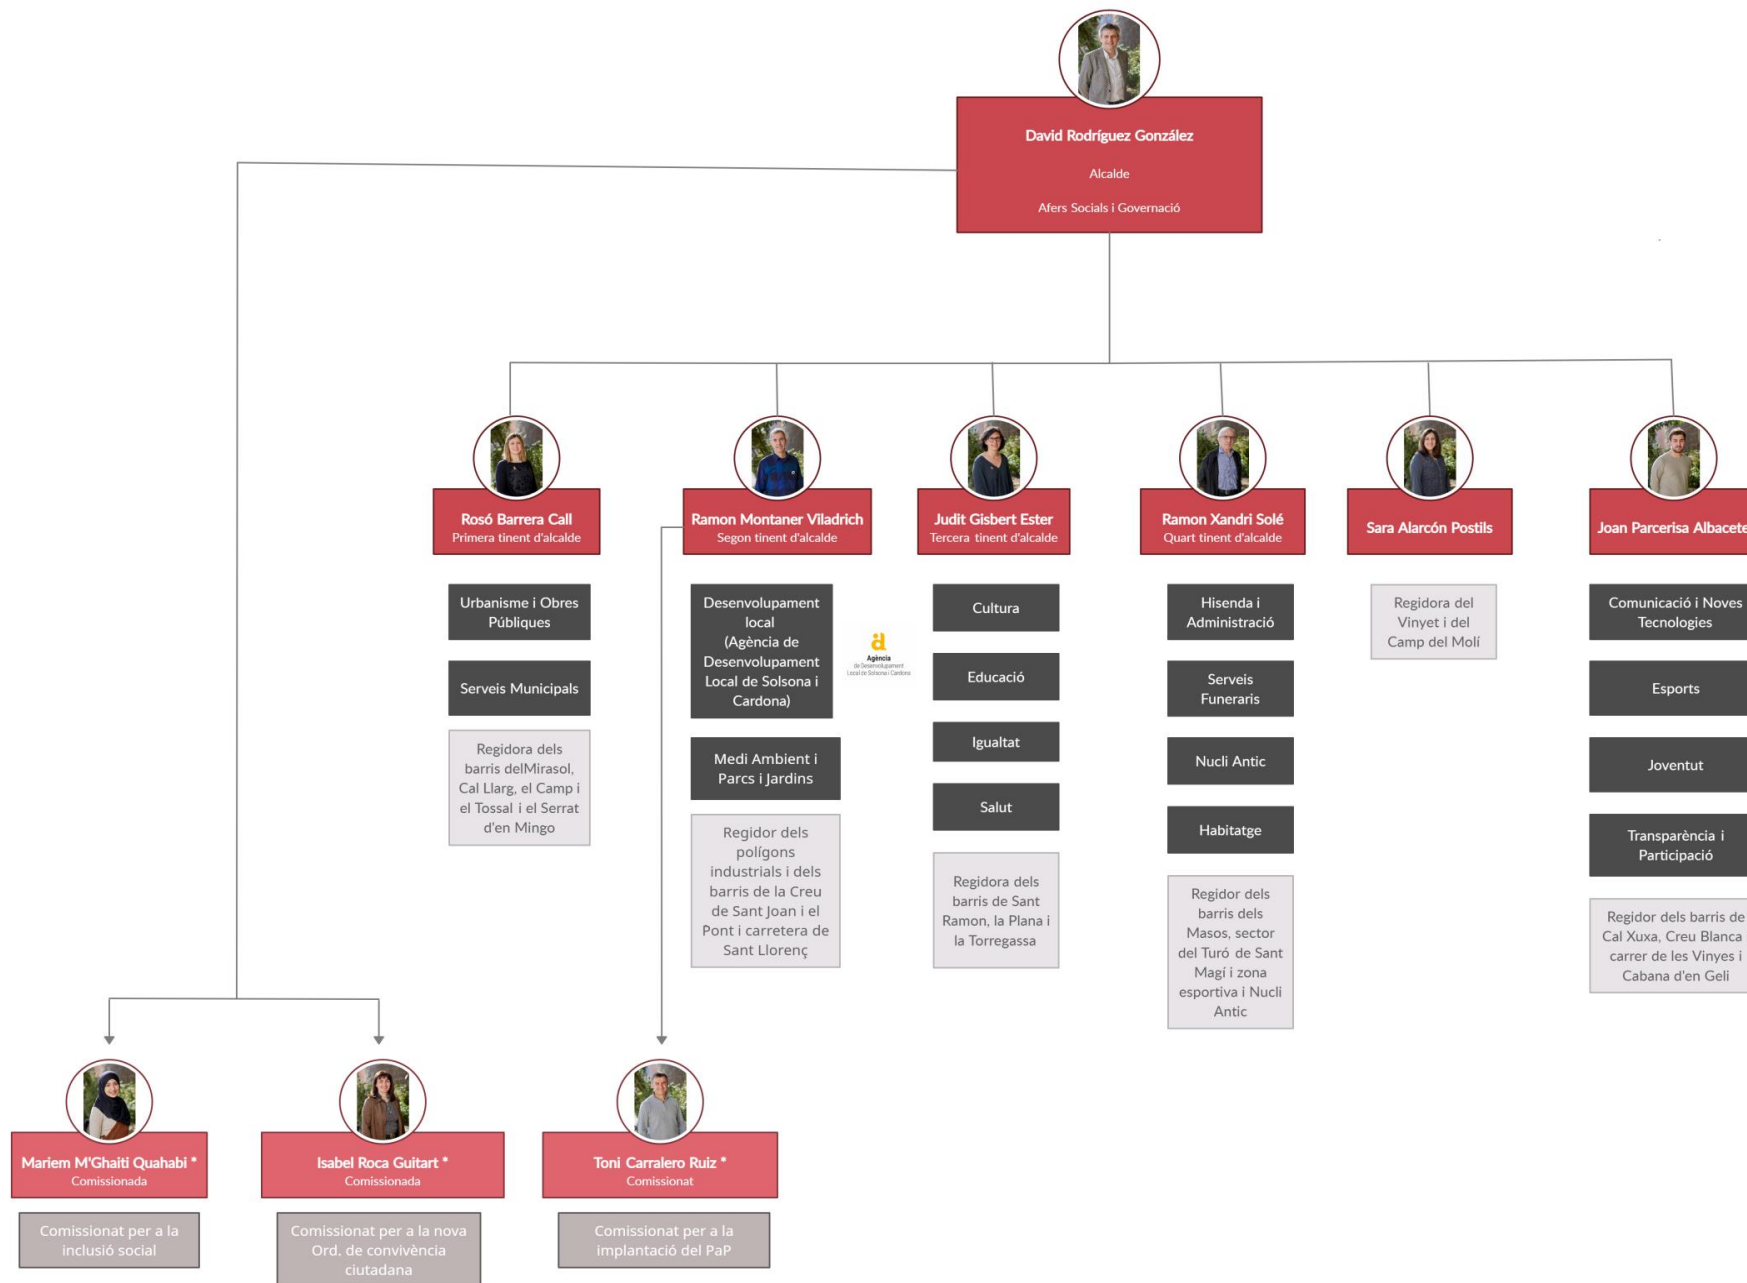 David Rodríguez González
Alcalde
Afers Socials i Governació
Rosó Barrera Call
Primera tinent d'alcalde
Urbanisme i Obres
Públiques
Serveis Municipals
Regidora dels
barris delMirasol,
Cal Llarg, el Camp i
el Tossal i el Serrat
d'en Mingo
Ramon Montaner Viladrich
Segon tinent d'alcalde
Desenvolupament
local
(Agència de
Desenvolupament
Local de Solsona i
Cardona)
Agència
de Desenvolupament
Local de Solsona i Cardona
Medi Ambient i
Parcs i Jardins
Regidor dels
polígons
industrials i dels
barris de la Creu
de Sant Joan i el
Pont i carretera de
Sant Llorenç
Judit Gisbert Ester
Tercera tinent d'alcalde
Cultura
Educació
Igualtat
Salut
Regidora dels
barris de Sant
Ramon, la Plana i
la Torregassa
Ramon Xandri Solé
Quart tinent d'alcalde
Hisenda i
Administració
Serveis
Funeraris
Nucli Antic
Habitatge
Regidor dels
barris dels
Masos, sector
del Turó de Sant
Magí i zona
esportiva i Nucli
Antic
Sara Alarcón Postils
Regidora del
Vinyet i del
Camp del Molí
Joan Parcerisa Albacete
Comunicació i Noves
Tecnologies
Esports
Joventut
Transparència i
Participació
Regidor dels barris de
Cal Xuxa, Creu Blanca
carrer de les Vinyes i
Cabana d'en Geli
Mariem M'Ghaiti Quahabi *
Comissionada
Comissionat per a la
inclusió social
Isabel Roca Guitart *
Comissionada
Comissionat per a la nova
Ord. de convivència
ciutadana
Toni Carralero Ruiz *
Comissionat
Comissionat per a la
implantació del PaP